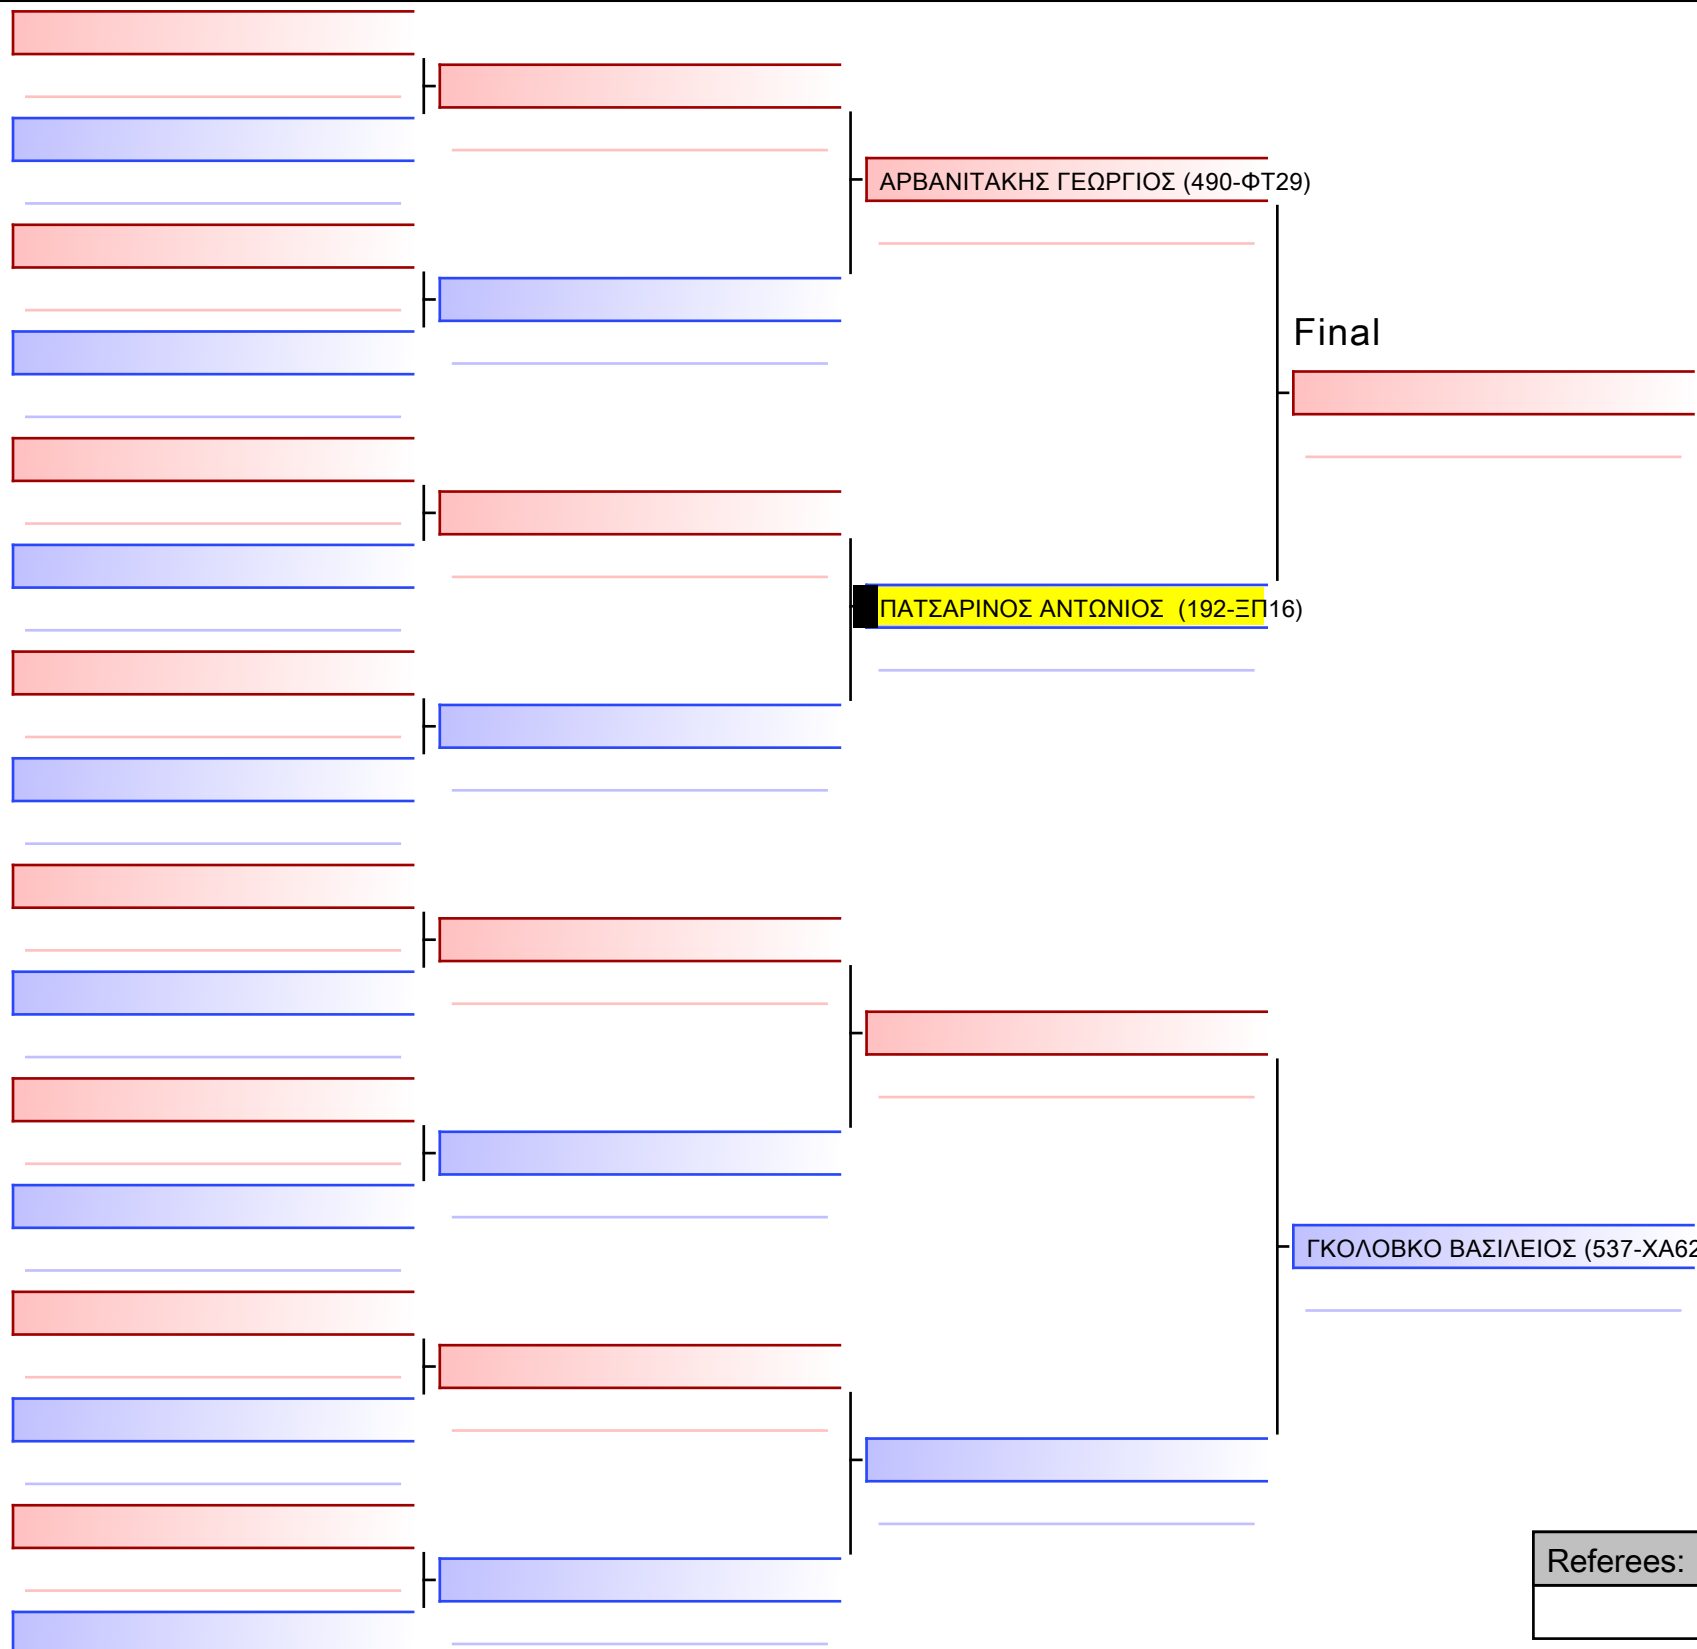 ΑΡΒΑΝΙΤΑΚΗΣ ΓΕΩΡΓΙΟΣ (490-ΦΤ29)
Final
ΠΑΤΣΑΡΙΝΟΣ ΑΝΤΩΝΙΟΣ (192-ΞΠ16)
ΓΚΟΛΟΒΚΟ ΒΑΣΙΛΕΙΟΣ (537-ΧΑ62
Referees: